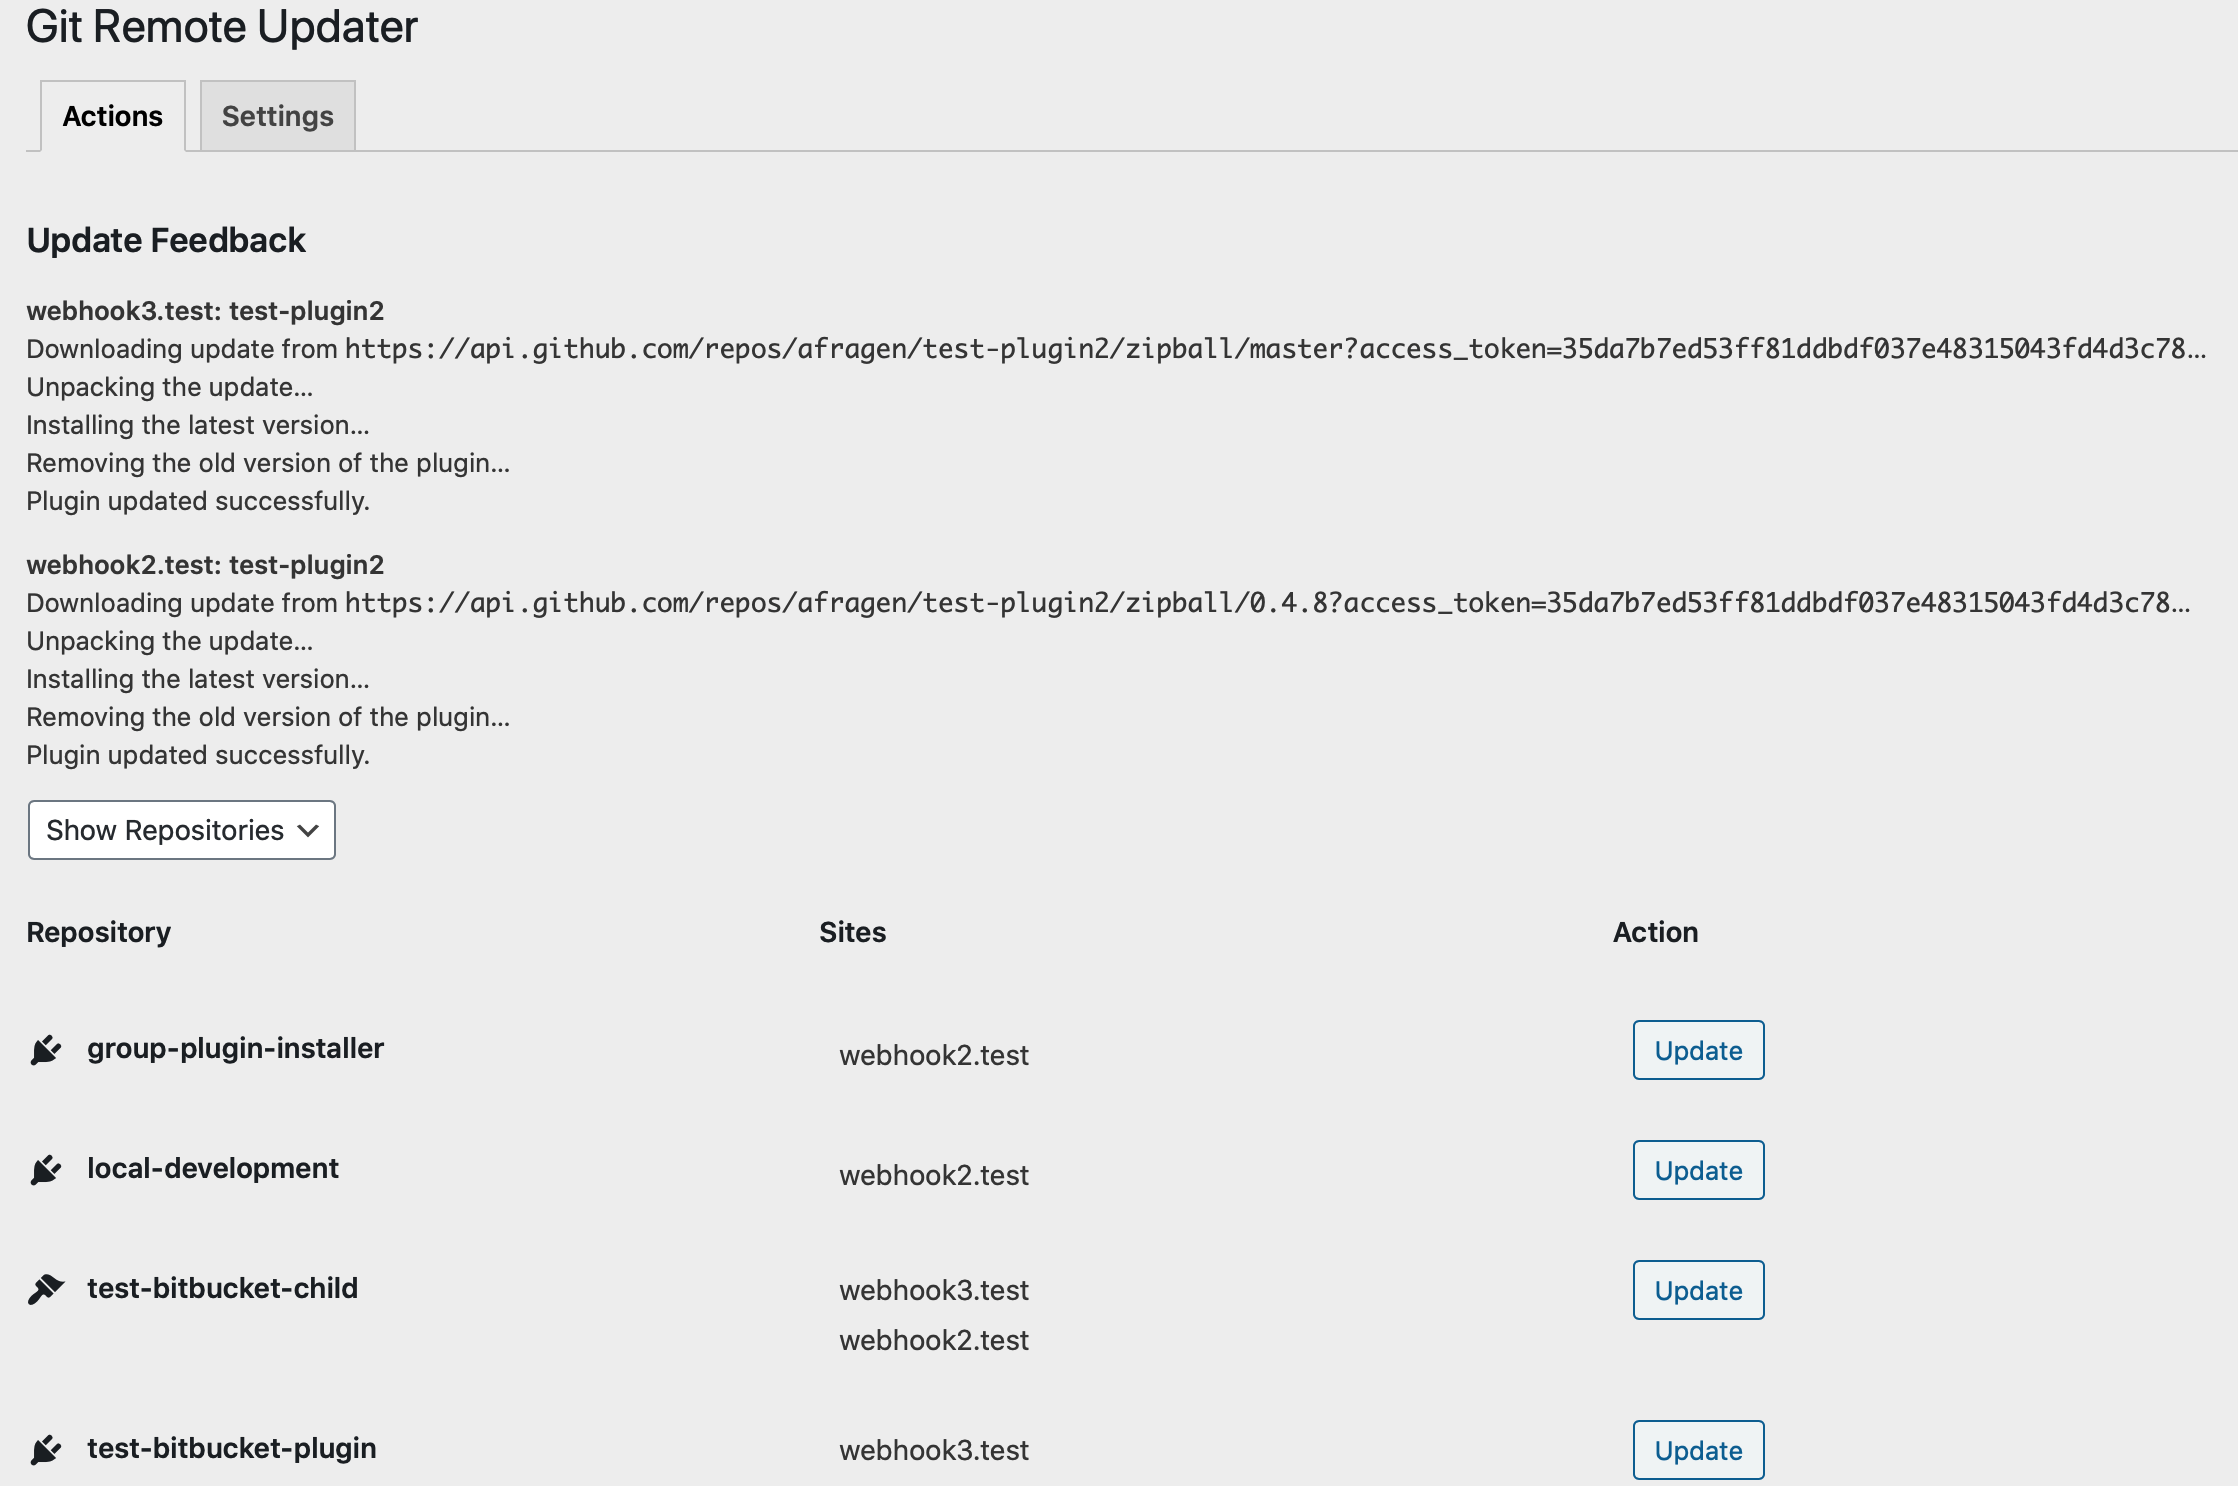 Git Remote Updater
Actions Settings
Update Feedback
webhook3.test: test-plugin2
Downloading update from https://api.github.com/repos/afragen/test-plugin2/zipball/master?access_token=35da7b7ed53ff81ddbdf037e48315043fd4d3c78…
Unpacking the update…
Installing the latest version…
Removing the old version of the plugin…
Plugin updated successfully.
webhook2.test: test-plugin2
Downloading update from https://api.github.com/repos/afragen/test-plugin2/zipball/0.4.8?access_token=35da7b7ed53ff81ddbdf037e48315043fd4d3c78…
Unpacking the update…
Installing the latest version…
Removing the old version of the plugin…
Plugin updated successfully.
Show Repositories
Repository Sites Action
group-plugin-installer webhook2.test Update
local-development webhook2.test Update
test-bitbucket-child webhook3.test Update
webhook2.test
test-bitbucket-plugin webhook3.test Update